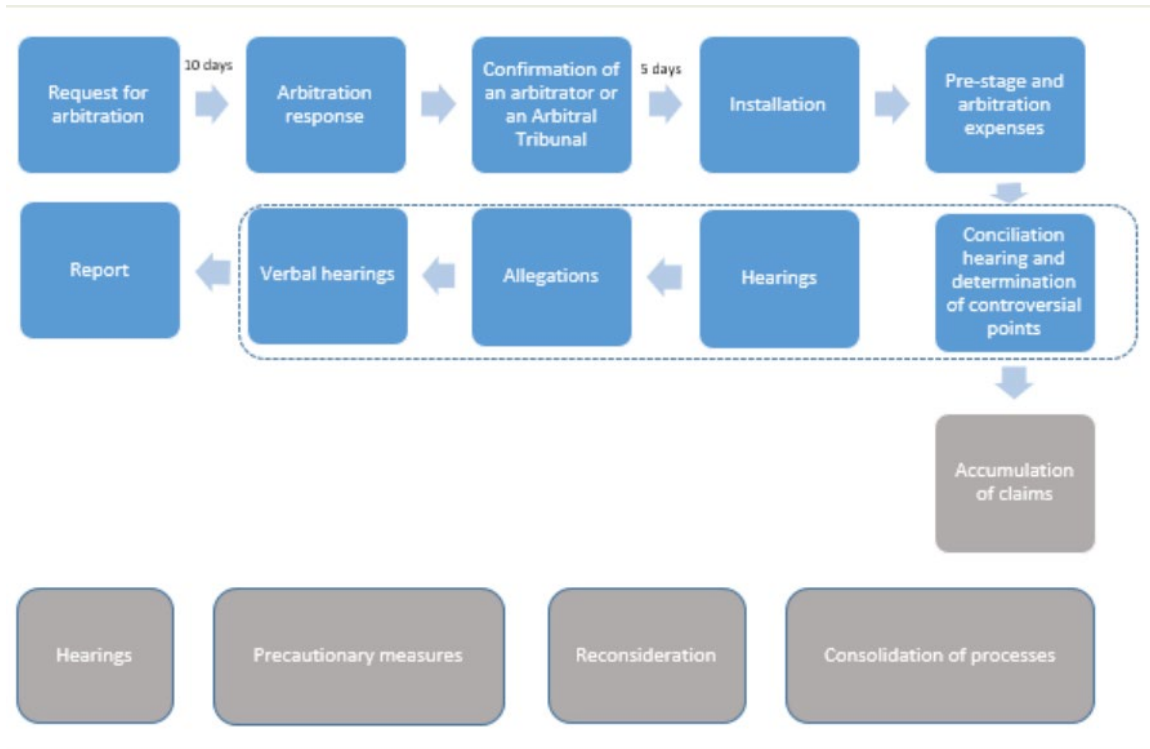 Request for
arbitration
10 days
Arbitration
response
Confirmation of
an arbitrator or
an Arbitral
Tribunal
5 days
Installation
Pre-stage and
arbitration
expenses
Report
Verbal hearings
Allegations
Hearings
Conciliation
hearing and
determination
of controversial
points
Accumulation
of claims
Hearings
Precautionary measures
Reconsideration
Consolidation of processes